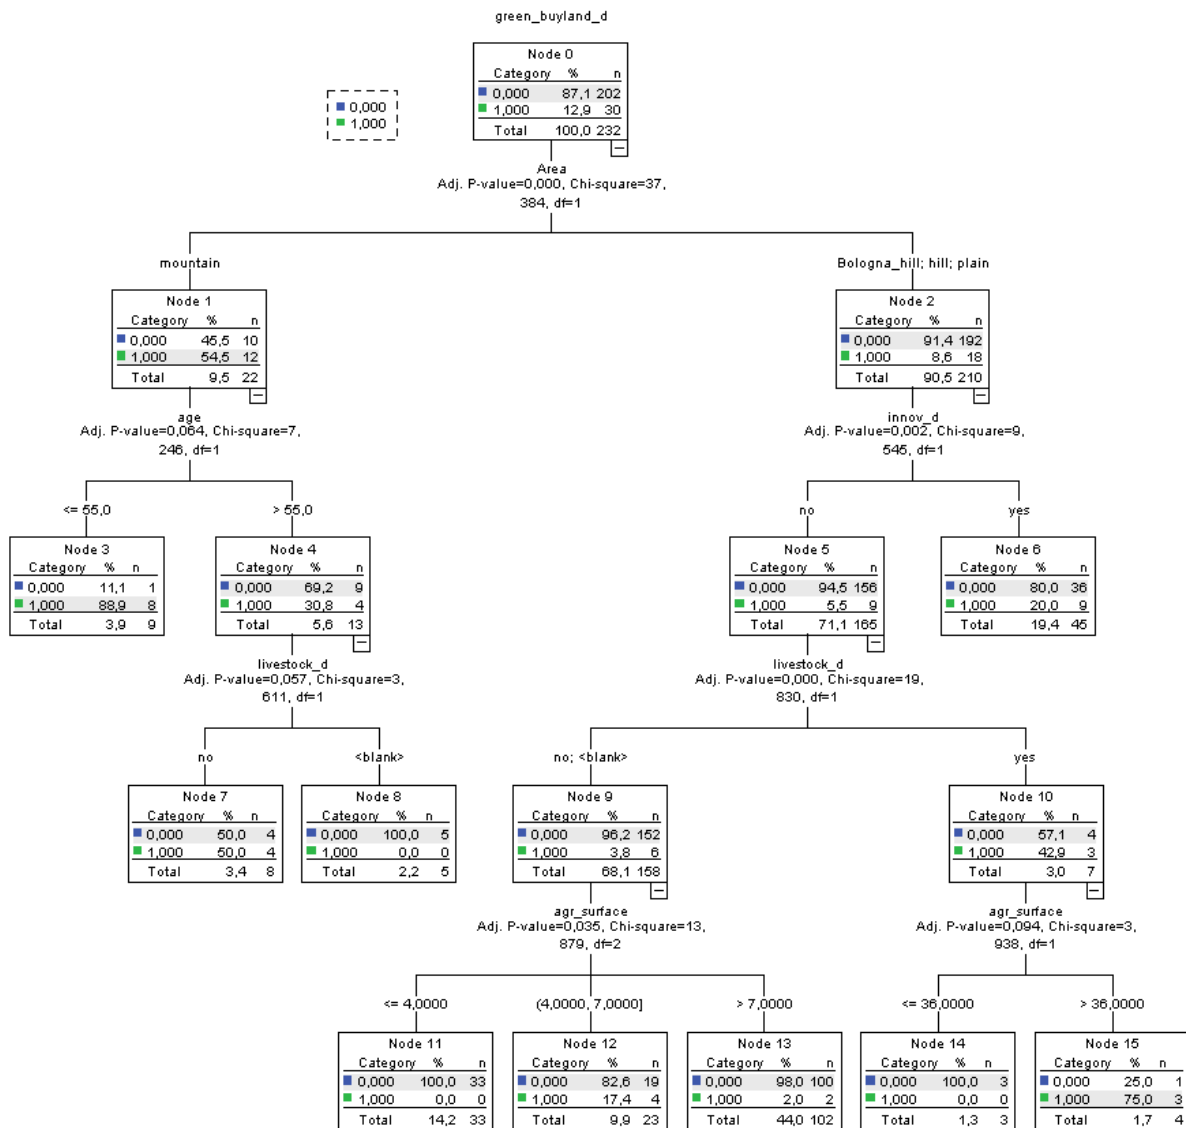 green_buyland_d
Node 0
Category % n
0,000 87,1 202
1,000 12,9 30
Total 100,0 232
0,000
1,000
Area
Adj. P-value=0,000, Chi-square=37,
384, df=1
mountain
Bologna_hill; hill; plain
Node 1
Category % n
0,000 45,5 10
1,000 54,5 12
Total 9,5 22
Node 2
Category % n
0,000 91,4 192
1,000 8,6 18
Total 90,5 210
age
Adj. P-value=0,064, Chi-square=7,
246, df=1
innov_d
Adj. P-value=0,002, Chi-square=9,
545, df=1
<= 55,0
> 55,0
no
yes
Node 3
Category % n
0,000 11,1 1
1,000 88,9 8
Total 3,9 9
Node 4
Category % n
0,000 69,2 9
1,000 30,8 4
Total 5,6 13
Node 5
Category % n
0,000 94,5 156
1,000 5,5 9
Total 71,1 165
Node 6
Category % n
0,000 80,0 36
1,000 20,0 9
Total 19,4 45
livestock_d
Adj. P-value=0,057, Chi-square=3,
611, df=1
livestock_d
Adj. P-value=0,000, Chi-square=19,
830, df=1
no
<blank>
no; <blank>
yes
Node 7
Category % n
0,000 50,0 4
1,000 50,0 4
Total 3,4 8
Node 8
Category % n
0,000 100,0 5
1,000 0,0 0
Total 2,2 5
Node 9
Category % n
0,000 96,2 152
1,000 3,8 6
Total 68,1 158
Node 10
Category % n
0,000 57,1 4
1,000 42,9 3
Total 3,0 7
agr_surface
Adj. P-value=0,035, Chi-square=13,
879, df=2
agr_surface
Adj. P-value=0,094, Chi-square=3,
938, df=1
<= 4,0000
(4,0000, 7,0000]
> 7,0000
<= 36,0000
> 36,0000
Node 11
Category % n
0,000 100,0 33
1,000 0,0 0
Total 14,2 33
Node 12
Category % n
0,000 82,6 19
1,000 17,4 4
Total 9,9 23
Node 13
Category % n
0,000 98,0 100
1,000 2,0 2
Total 44,0 102
Node 14
Category % n
0,000 100,0 3
1,000 0,0 0
Total 1,3 3
Node 15
Category % n
0,000 25,0 1
1,000 75,0 3
Total 1,7 4